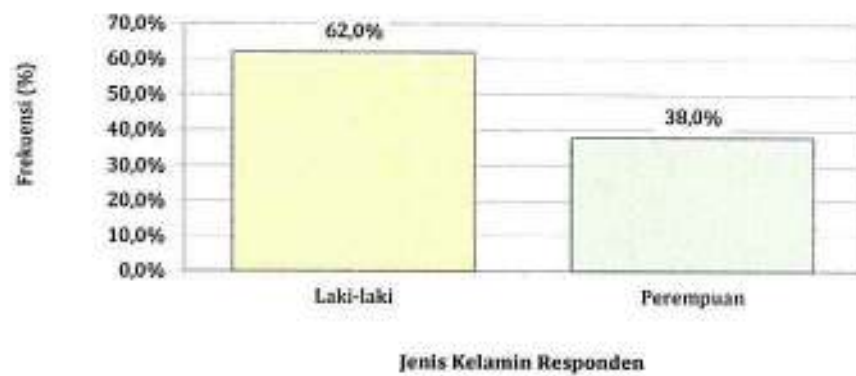 70,0%
60,0%
50,0%
40,0%
30,0%
20,0%
10,0%
0,0%
Frekuensi (%)
62,0%
38,0%
Laki-laki
Perempuan
Jenis Kelamin Responden